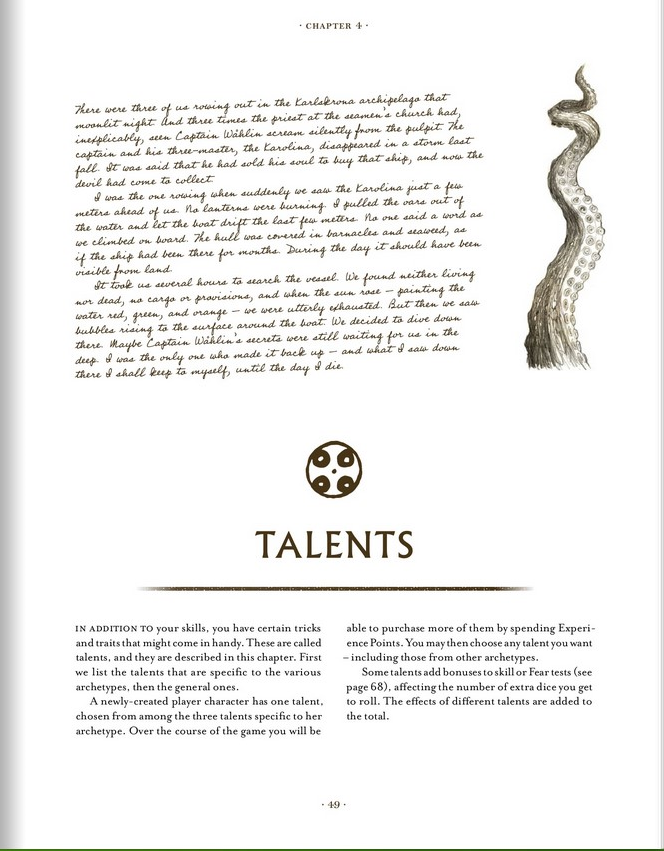 · CHAPTER 4 ·
There were three of us rowing out in the Karlskrona archipelago that
moonlit night. And three times the priest at the seamen's church had,
inexplicably, seen Captain Wåhlin scream silently from the pulpit. The
captain and his three-master, the Karolina, disappeared in a storm last
fall. It was said that he had sold his soul to buy that ship, and now the
devil had come to collect.
I was the one rowing when suddenly we saw the Karolina just a few
meters ahead of us. No lanterns were burning. I pulled the oars out of
the water and let the boat drift the last few meters. No one said a word as
we climbed on board. The hull was covered in barnacles and seaweed, as
if the ship had been there for months. During the day it should have been
visible from land.
It took us several hours to search the vessel. We found neither living
nor dead, no cargo or provisions, and when the sun rose – painting the
water red, green, and orange – we were utterly exhausted. But then we saw
bubbles rising to the surface around the boat. We decided to dive down
there. Maybe Captain Wåhlin's secrets were still waiting for us in the
deep. I was the only one who made it back up – and what I saw down
there I shall keep to myself, until the day I die.
TALENTS
IN ADDITION TO your skills, you have certain tricks
and traits that might come in handy. These are called
talents, and they are described in this chapter. First
we list the talents that are specific to the various
archetypes, then the general ones.
A newly-created player character has one talent,
chosen from among the three talents specific to her
archetype. Over the course of the game you will be
able to purchase more of them by spending Experi-
ence Points. You may then choose any talent you want
– including those from other archetypes.
Some talents add bonuses to skill or Fear tests (see
page 68), affecting the number of extra dice you get
to roll. The effects of different talents are added to
the total.
· 49 ·